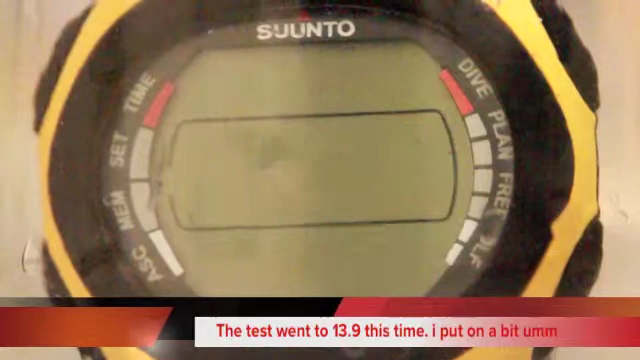 SUUNTO
TIME
SET
MEM
ASC
DIVE
PLAN
FREE
The test went to 13.9 this time. i put on a bit umm